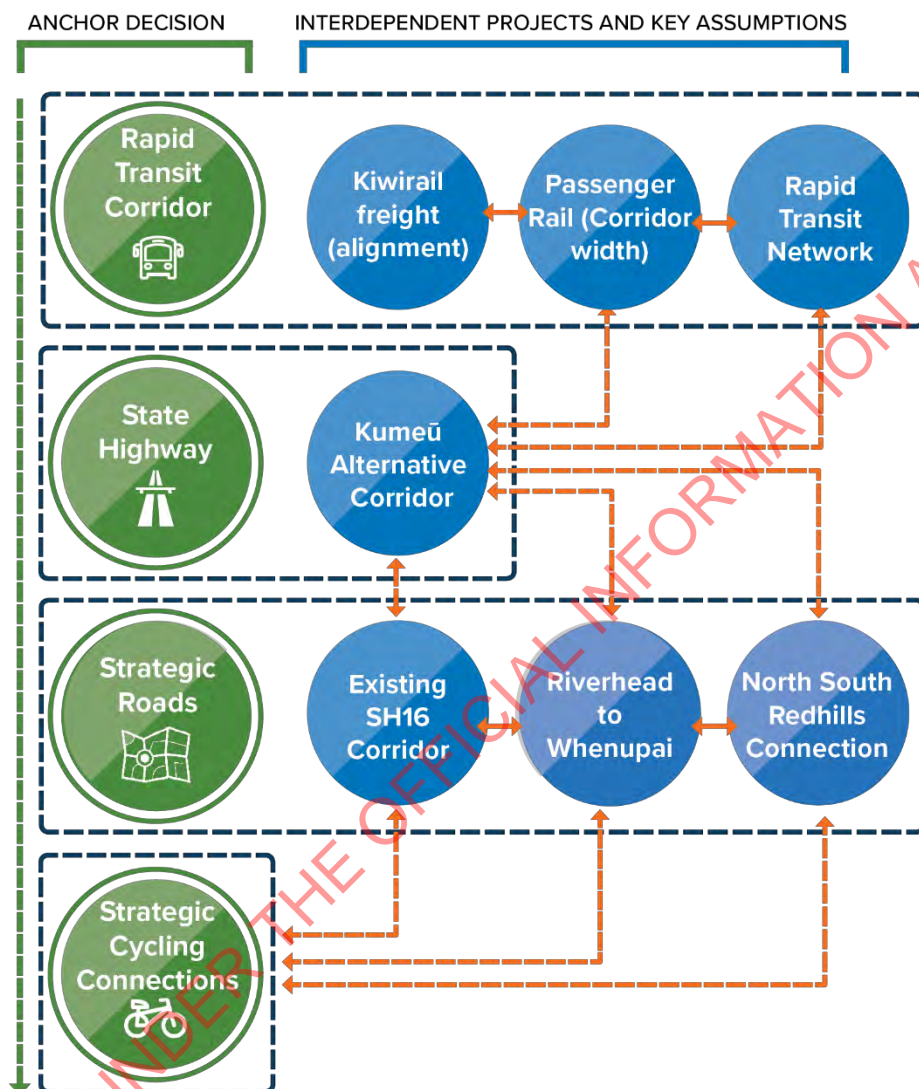 ANCHOR DECISION
INTERDEPENDENT PROJECTS AND KEY ASSUMPTIONS
Rapid
Transit
Corridor
Kiwirail
freight
(alignment)
Passenger
Rail (Corridor
width)
Rapid
Transit
Network
State
Highway
Kumeū
Alternative
Corridor
Strategic
Roads
Existing
SH16
Corridor
Riverhead
to
Whenupai
North South
Redhills
Connection
Strategic
Cycling
Connections
UNDER THE OFFICIAL INFORMATION A